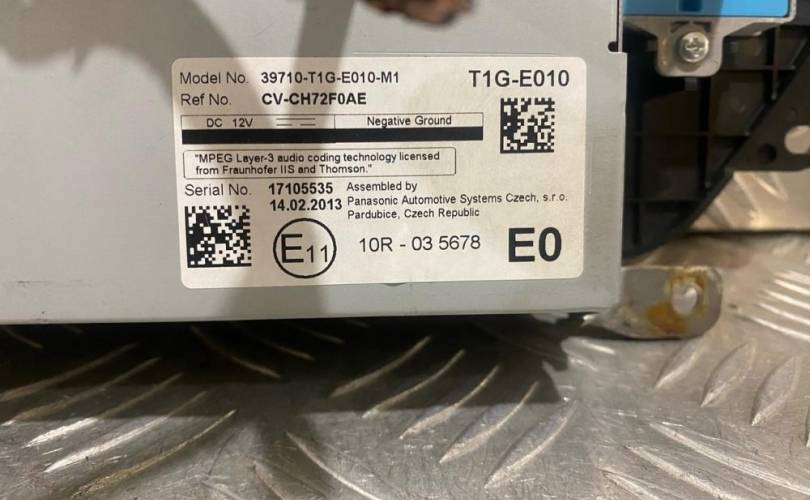 Model No. 39710-T1G-E010-M1 T1G-E010
Ref No. CV-CH72F0AE
DC 12V Negative Ground
"MPEG Layer-3 audio coding technology licensed
from Fraunhofer IIS and Thomson."
Serial No. 17105535 Assembled by
14.02.2013 Panasonic Automotive Systems Czech, s.r.o.
Pardubice, Czech Republic
E11 10R - 03 5678 E0